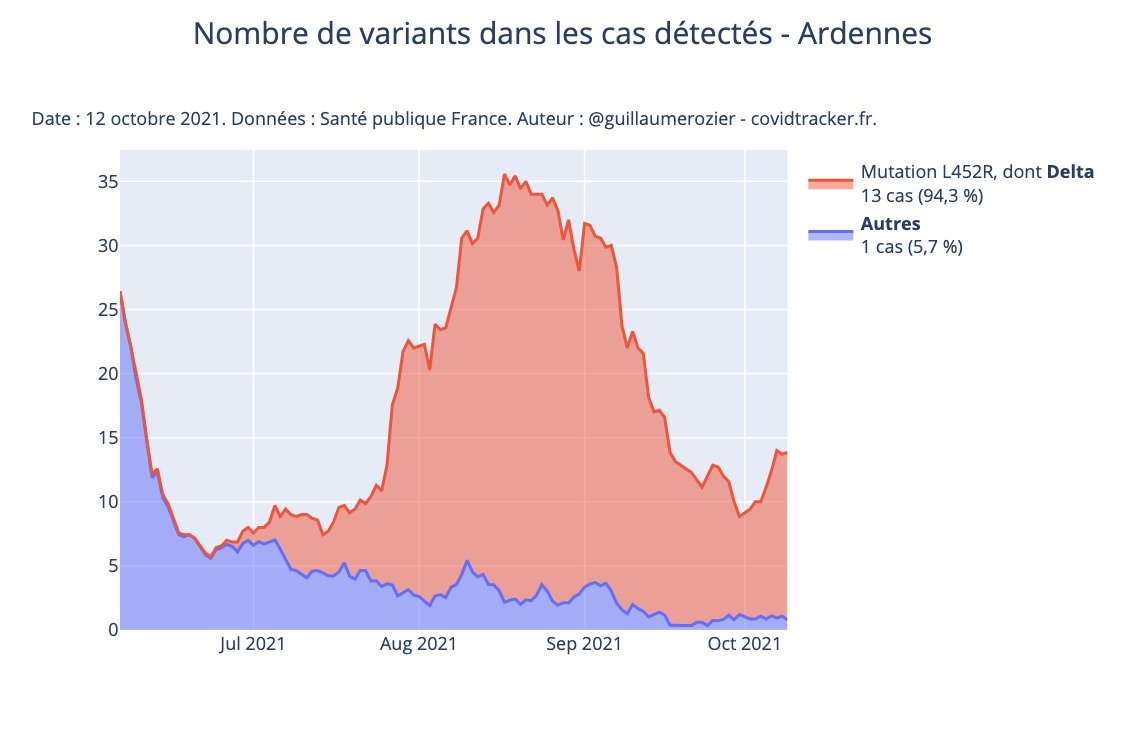 Nombre de variants dans les cas détectés - Ardennes
Date : 12 octobre 2021. Données : Santé publique France. Auteur : @guillaumerozier - covidtracker.fr.
Mutation L452R, dont Delta
13 cas (94,3 %)
Autres
1 cas (5,7 %)
35
30
25
20
15
10
5
0
Jul 2021
Aug 2021
Sep 2021
Oct 2021